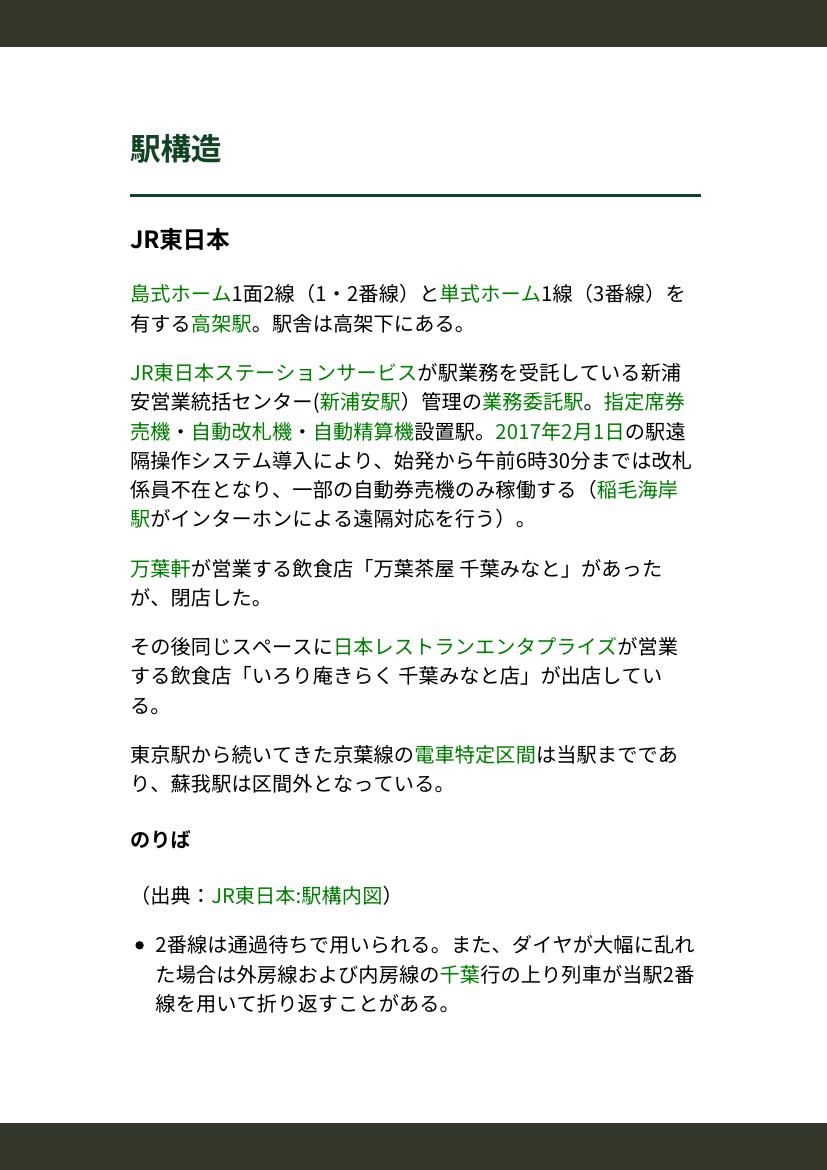 駅構造
JR東日本
島式ホーム1面2線（1・2番線）と単式ホーム1線（3番線）を
有する高架駅。駅舎は高架下にある。
JR東日本ステーションサービスが駅業務を受託している新浦
安営業統括センター(新浦安駅）管理の業務委託駅。指定席券
売機・自動改札機・自動精算機設置駅。2017年2月1日の駅遠
隔操作システム導入により、始発から午前6時30分までは改札
係員不在となり、一部の自動券売機のみ稼働する（稲毛海岸
駅がインターホンによる遠隔対応を行う）。
万葉軒が営業する飲食店「万葉茶屋 千葉みなと」があった
が、閉店した。
その後同じスペースに日本レストランエンタプライズが営業
する飲食店「いろり庵きらく 千葉みなと店」が出店してい
る。
東京駅から続いてきた京葉線の電車特定区間は当駅までであ
り、蘇我駅は区間外となっている。
のりば
（出典：JR東日本:駅構内図）
• 2番線は通過待ちで用いられる。また、ダイヤが大幅に乱れ
た場合は外房線および内房線の千葉行の上り列車が当駅2番
線を用いて折り返すことがある。